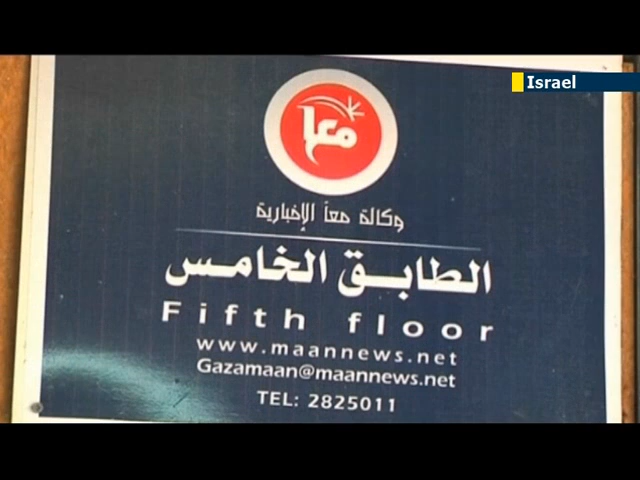 Israel
معا
وكالة معاً الإخبارية
الطابق الخامس
Fifth floor
www.maannews.net
Gazamaan@maannews.net
TEL: 2825011